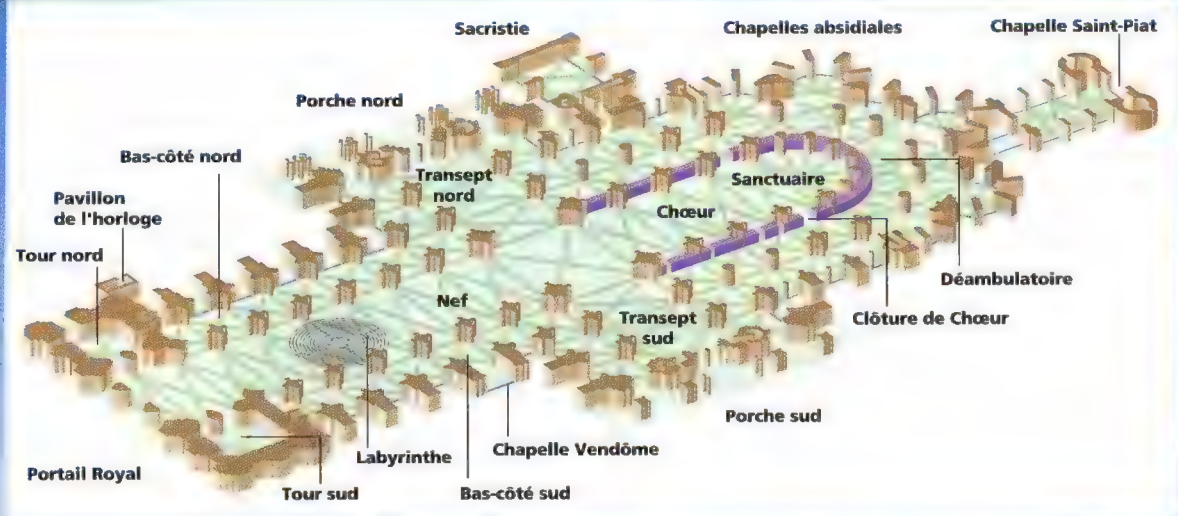 Sacristie
Chapelles absidiales
Chapelle Saint-Piat
Porche nord
Bas-côté nord
Transept
nord
Sanctuaire
Pavillon
de l'horloge
Chœur
Tour nord
Déambulatoire
Nef
Transept
sud
Clôture de Chœur
Porche sud
Chapelle Vendôme
Labyrinthe
Portail Royal
Tour sud
Bas-côté sud